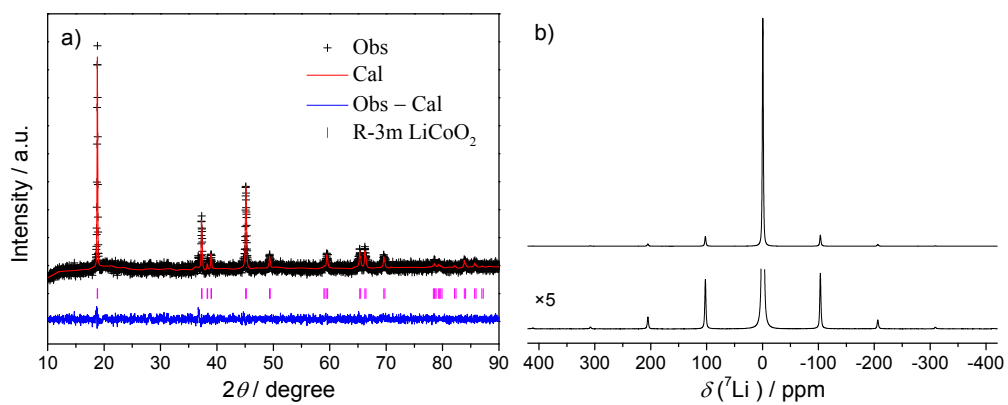 a)
Obs
Cal
Obs – Cal
R-3m LiCoO₂
Intensity / a.u.
10 20 30 40 50 60 70 80 90
2θ / degree
b)
×5
400 300 200 100 0 -100 -200 -300 -400
δ (⁷Li ) / ppm